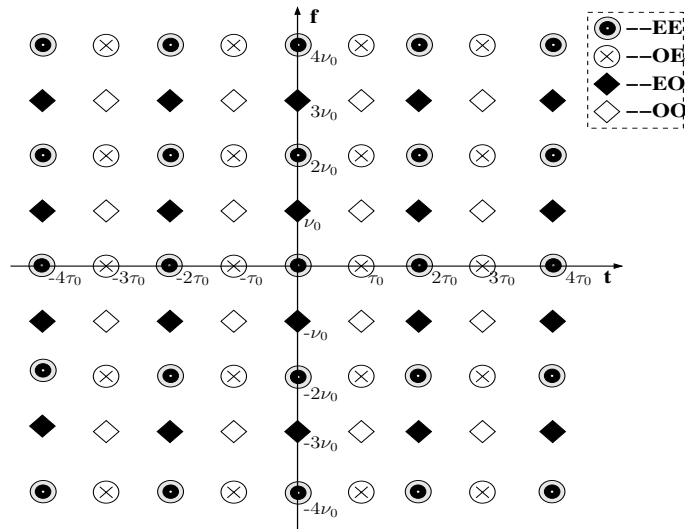 f
——EE
4ν₀
——OE
——EO
3ν₀
——OO
2ν₀
ν₀
-4τ₀ -3τ₀ -2τ₀ -τ₀ τ₀ 2τ₀ 3τ₀ 4τ₀
t
-ν₀
-2ν₀
-3ν₀
-4ν₀